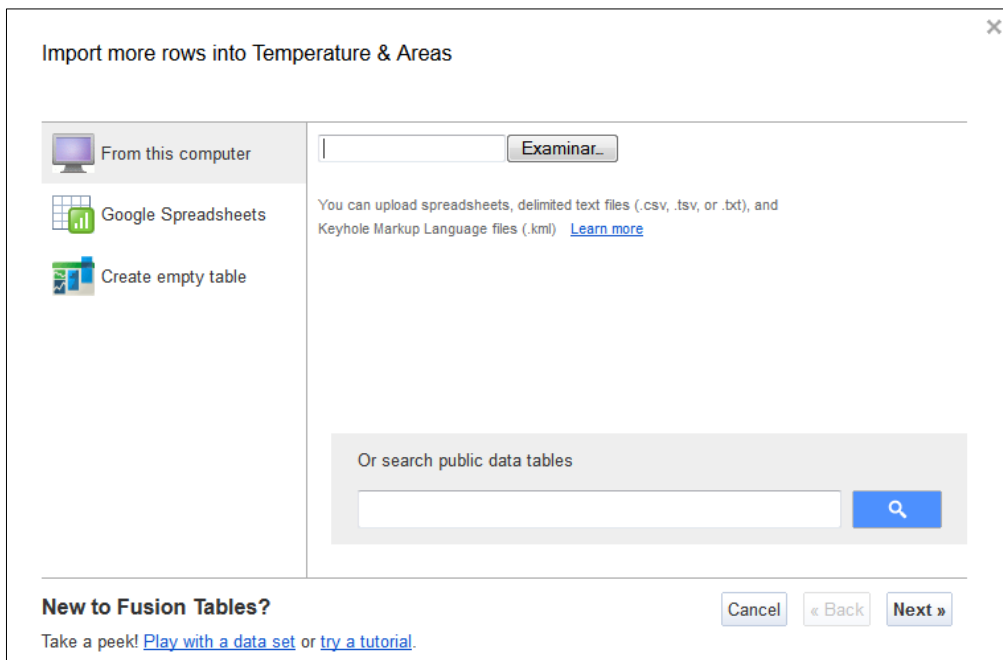 Import more rows into Temperature & Areas
From this computer
Examinar...
Google Spreadsheets
You can upload spreadsheets, delimited text files (.csv, .tsv, or .txt), and
Keyhole Markup Language files (.kml) Learn more
Create empty table
Or search public data tables
New to Fusion Tables?
Cancel
« Back
Next »
Take a peek! Play with a data set or try a tutorial.